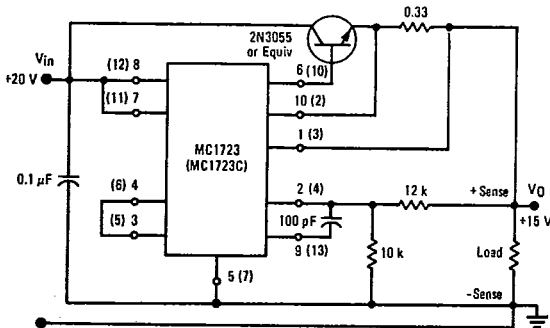 2N3055
or Equiv
0.33
Vin
+20 V
(12) 8
(11) 7
6 (10)
10 (2)
1 (3)
MC1723
(MC1723C)
0.1 μF
(6) 4
(5) 3
2 (4)
100 pF
9 (13)
12 k
+Sense
VO
+15 V
10 k
Load
5 (7)
-Sense